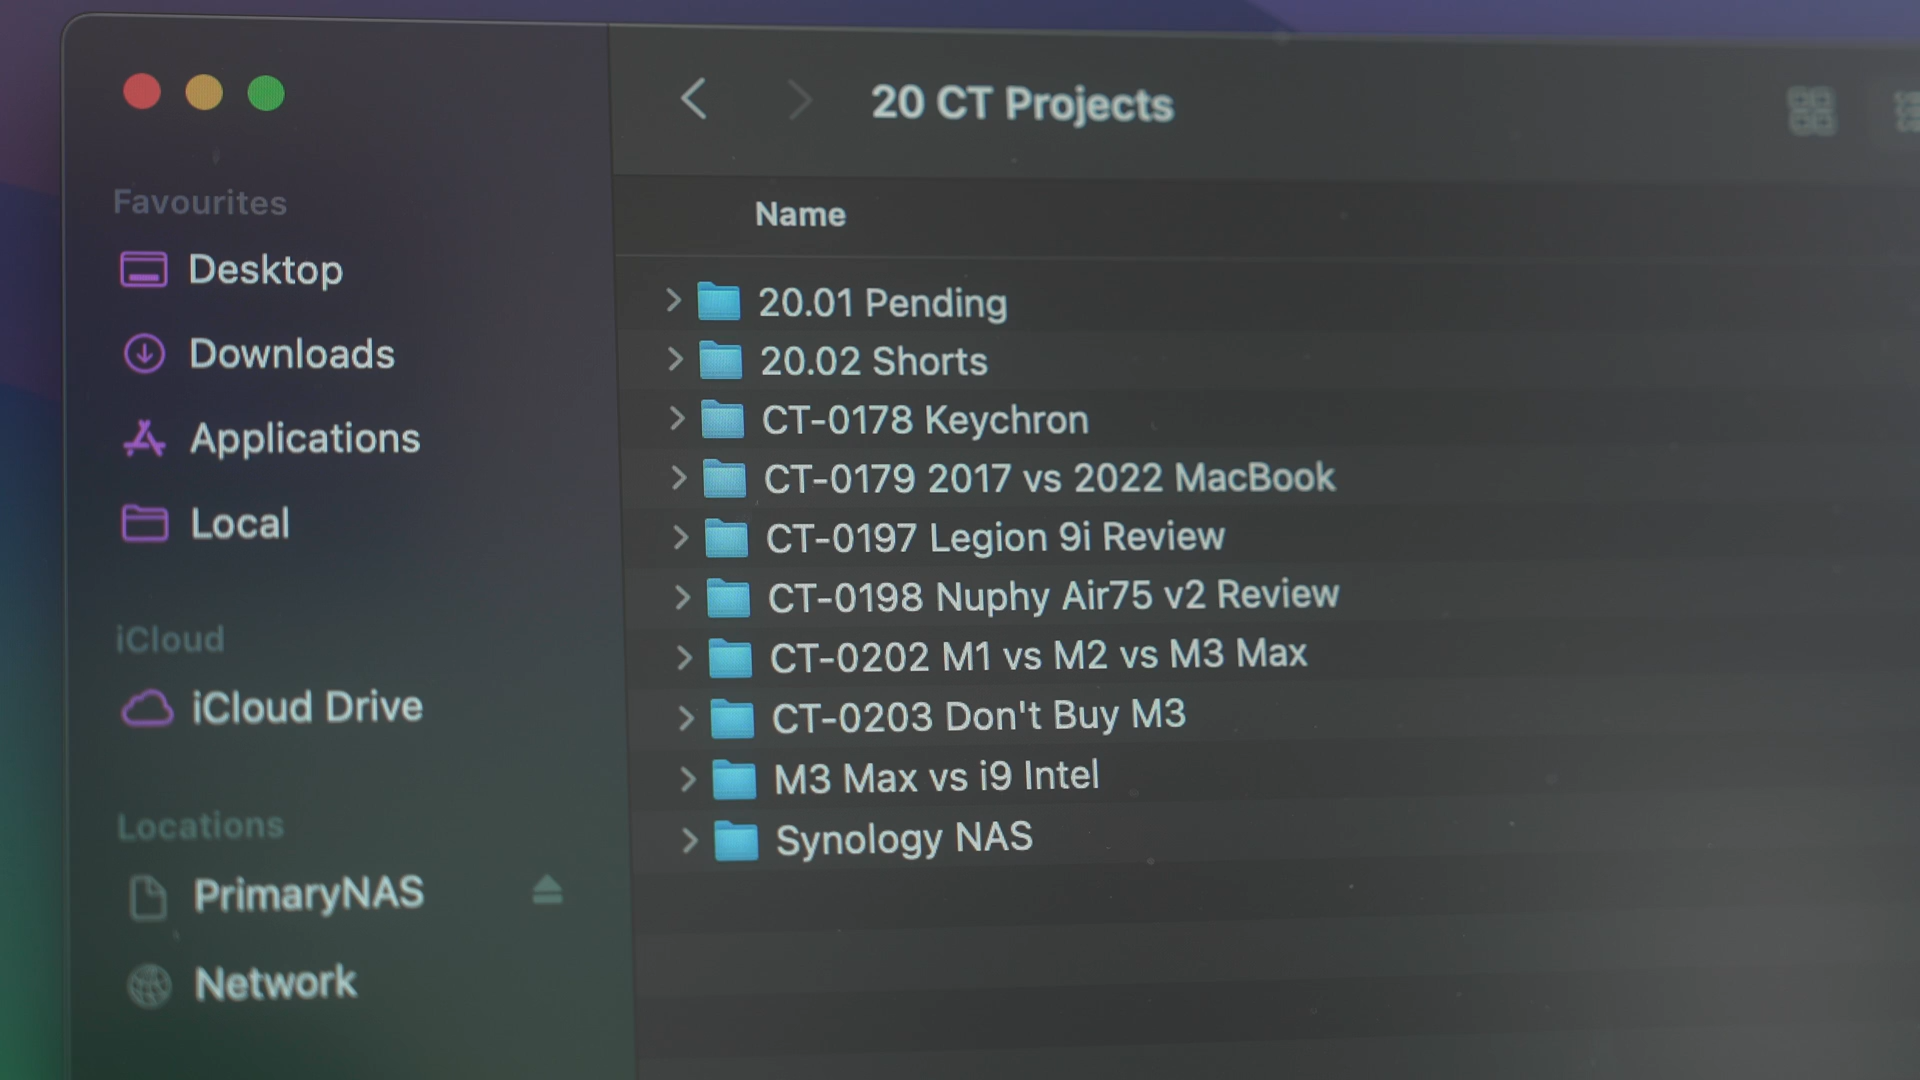 20 CT Projects
Favourites
Desktop
Downloads
Applications
Local
iCloud
iCloud Drive
Locations
PrimaryNAS
Network
Name
20.01 Pending
20.02 Shorts
CT-0178 Keychron
CT-0179 2017 vs 2022 MacBook
CT-0197 Legion 9i Review
CT-0198 Nuphy Air75 v2 Review
CT-0202 M1 vs M2 vs M3 Max
CT-0203 Don't Buy M3
M3 Max vs i9 Intel
Synology NAS